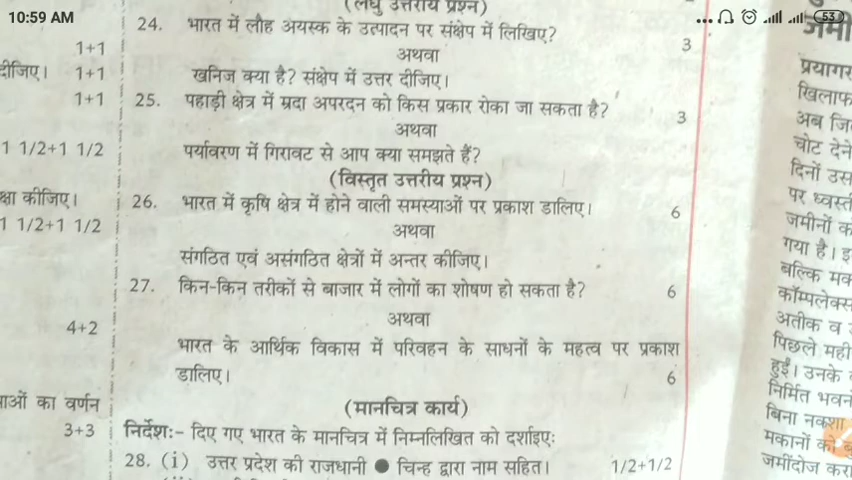 10:59 AM
53
(लघु उत्तरीय प्रश्न)
24. भारत में लौह अयस्क के उत्पादन पर संक्षेप में लिखिए? 3
अथवा
खनिज क्या है? संक्षेप में उत्तर दीजिए।
25. पहाड़ी क्षेत्र में म्रदा अपरदन को किस प्रकार रोका जा सकता है? 3
अथवा
पर्यावरण में गिरावट से आप क्या समझते हैं?
(विस्तृत उत्तरीय प्रश्न)
26. भारत में कृषि क्षेत्र में होने वाली समस्याओं पर प्रकाश डालिए। 6
अथवा
संगठित एवं असंगठित क्षेत्रों में अन्तर कीजिए।
27. किन-किन तरीकों से बाजार में लोगों का शोषण हो सकता है? 6
अथवा
भारत के आर्थिक विकास में परिवहन के साधनों के महत्व पर प्रकाश
डालिए। 6
(मानचित्र कार्य)
निर्देशः- दिए गए भारत के मानचित्र में निम्नलिखित को दर्शाइएः
28. (i) उत्तर प्रदेश की राजधानी ● चिन्ह द्वारा नाम सहित। 1/2+1/2
1+1
दीजिए। 1+1
1+1
1 1/2+1 1/2
कीजिए।
1 1/2+1 1/2
4+2
का वर्णन
3+3
जमी
प्रयागर
खिलाफ
अब जि
चोट देने
दिनों उस
पर ध्वस्त
जमीनों क
गया है। इ
बल्कि मक
कॉम्पलेक्स
अतीक व
पिछले मही
हुई। उनके
निर्मित भवन
बिना नक्शा
मकानों को
जमींदोज करा